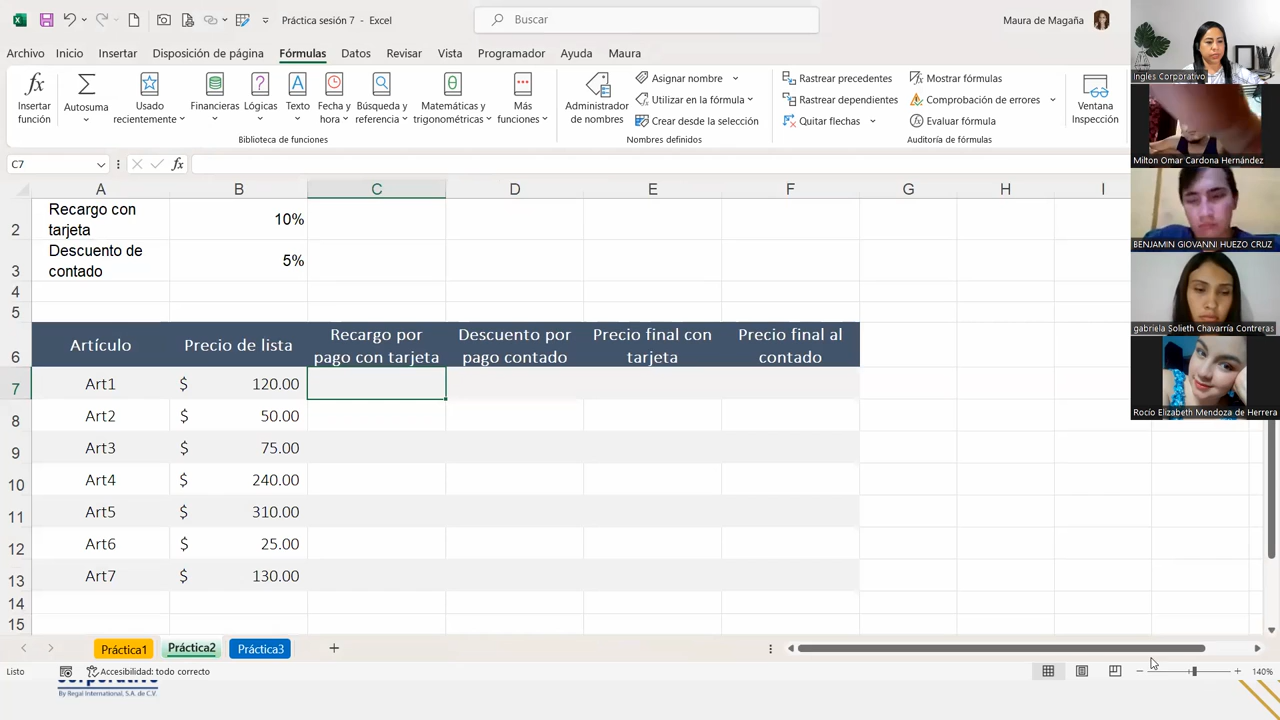 Práctica sesión 7 - Excel
Buscar
Maura de Magaña
Archivo Inicio Insertar Disposición de página Fórmulas Datos Revisar Vista Programador Ayuda Maura
Insertar función
Autosuma
Usado recientemente
Financieras
Lógicas
Texto
Fecha y hora
Búsqueda y referencia
Matemáticas y trigonométricas
Más funciones
Biblioteca de funciones
Administrador de nombres
Asignar nombre
Utilizar en la fórmula
Crear desde la selección
Nombres definidos
Rastrear precedentes
Rastrear dependientes
Quitar flechas
Mostrar fórmulas
Comprobación de errores
Evaluar fórmula
Auditoría de fórmulas
Ventana Inspección
C7
fx
A B C D E F G H I
2 Recargo con tarjeta 10%
3 Descuento de contado 5%
4
5
6 Artículo Precio de lista Recargo por pago con tarjeta Descuento por pago contado Precio final con tarjeta Precio final al contado
7 Art1 $ 120.00
8 Art2 $ 50.00
9 Art3 $ 75.00
10 Art4 $ 240.00
11 Art5 $ 310.00
12 Art6 $ 25.00
13 Art7 $ 130.00
14
15
Práctica1 Práctica2 Práctica3
Listo
Accesibilidad: todo correcto
140%
By Regal International, S.A. de C.V.
Ingles Corporativo
Milton Omar Cardona Hernández
BENJAMIN GIOVANNI HUEZO CRUZ
gabriela Solieth Chavarría Contreras
Rocío Elizabeth Mendoza de Herrera